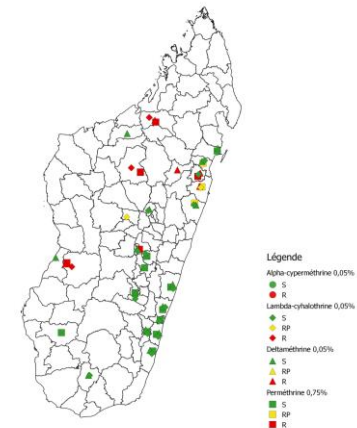 Légende
Alpha-cyperméthrine 0,05%
S
R
Lambda-cyhalothrine 0,05%
S
RP
R
Deltaméthrine 0,05%
S
RP
R
Perméthrine 0,75%
S
RP
R